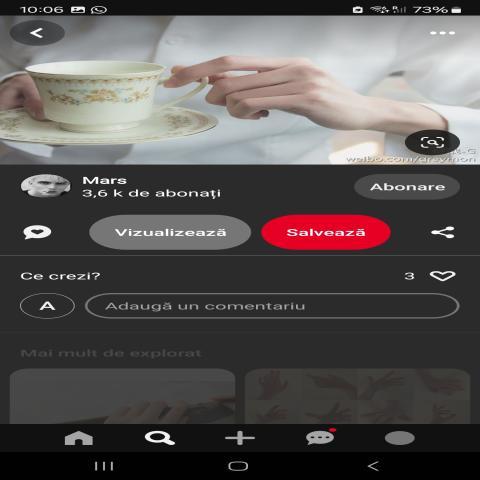 10:06
73%
weibo.com/greymon
Mars
3,6 k de abonați
Abonare
Vizualizează
Salvează
Ce crezi?
3
A
Adaugă un comentariu
Mai mult de explorat